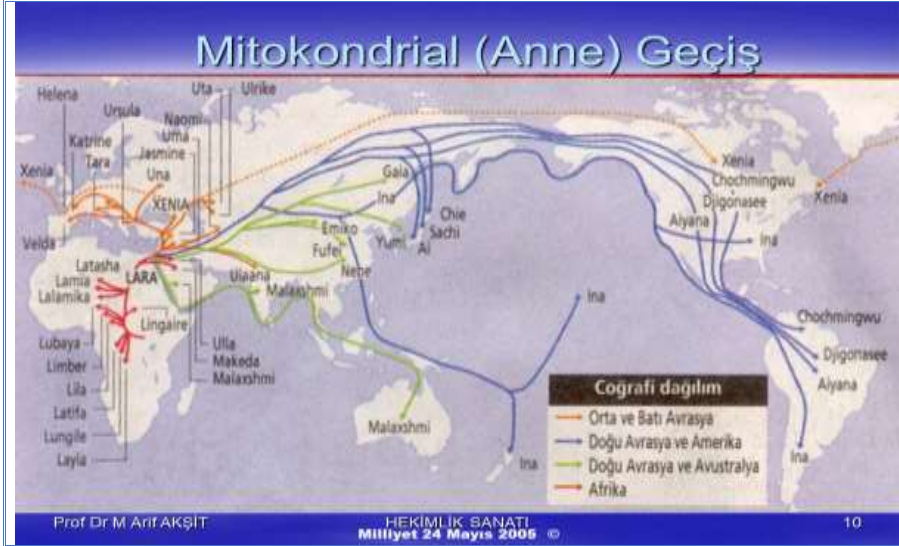 Mitokondrial (Anne) Geçiş
Uta
Ulrike
Helena
Ursula
Naomi
Katrine
Uma
Tara
Jasmine
Xenia
Una
XENIA
Velda
Gaia
Ina
Chie
Sachi
Ai
Yumi
Emiko
Fufei
Nene
Ulaana
Malaxshmi
Latasha
Lamia
LARA
Lalamika
Lingaire
Lubaya
Limber
Lila
Latifa
Lungile
Layla
Ulla
Makeda
Malaxshmi
Malaxshmi
Ina
Ina
Xenia
Chochmingwu
Djigonasee
Aiyana
Ina
Xenia
Chochmingwu
Djigonasee
Aiyana
Ina
Coğrafi dağılım
Orta ve Batı Avrasya
Doğu Avrasya ve Amerika
Doğu Avrasya ve Avustralya
Afrika
Prof Dr M Arif AKŞİT
HEKİMLİK SANATI
10
Milliyet 24 Mayıs 2005 ©